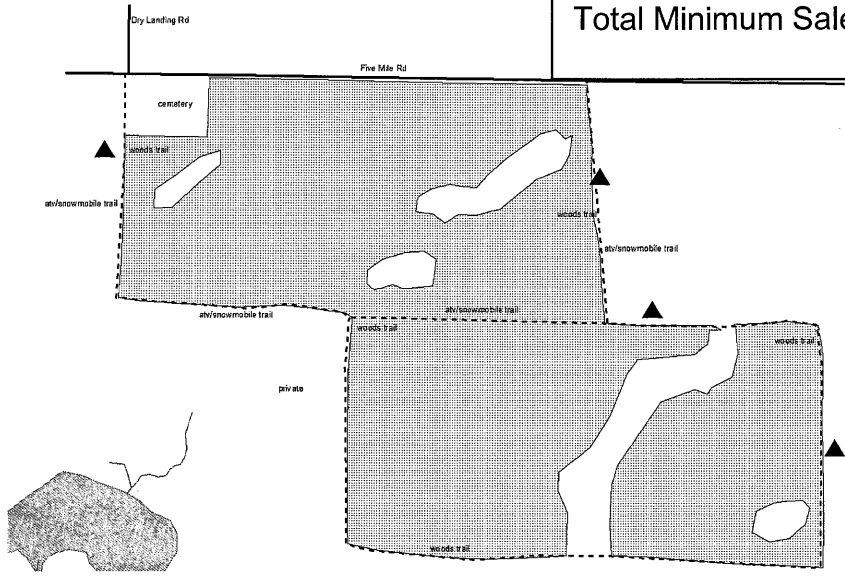 Total Minimum Sale
Dry Landing Rd
Five Mile Rd
cemetery
woods trail
atv/snowmobile trail
woods trail
atv/snowmobile trail
atv/snowmobile trail
atv/snowmobile trail
woods trail
woods trail
private
woods trail